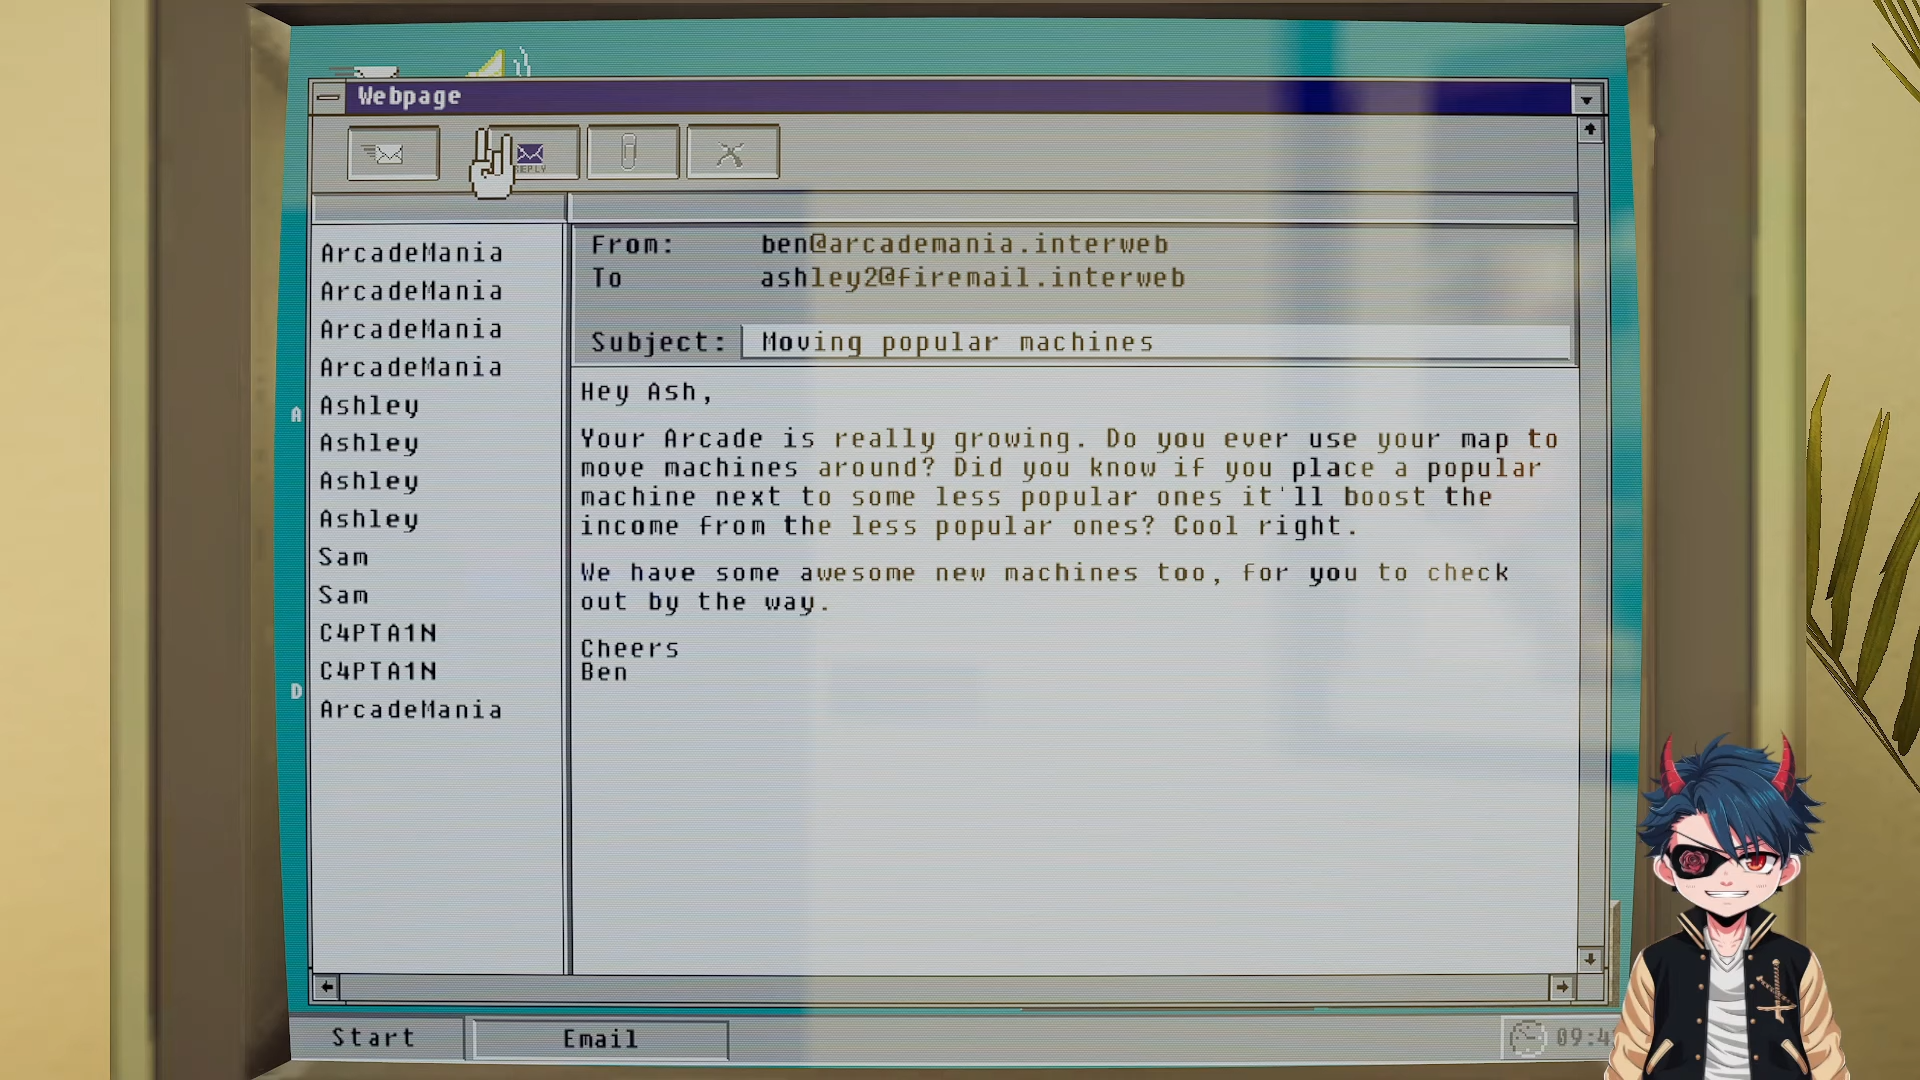 Webpage
REPLY
ArcadeMania
ArcadeMania
ArcadeMania
ArcadeMania
Ashley
Ashley
Ashley
Ashley
Sam
Sam
C4PTA1N
C4PTA1N
ArcadeMania
From: ben@arcademania.interweb
To ashley2@firemail.interweb
Subject: Moving popular machines
Hey Ash,
Your Arcade is really growing. Do you ever use your map to
move machines around? Did you know if you place a popular
machine next to some less popular ones it'll boost the
income from the less popular ones? Cool right.
We have some awesome new machines too, for you to check
out by the way.
Cheers
Ben
A
D
Start
Email